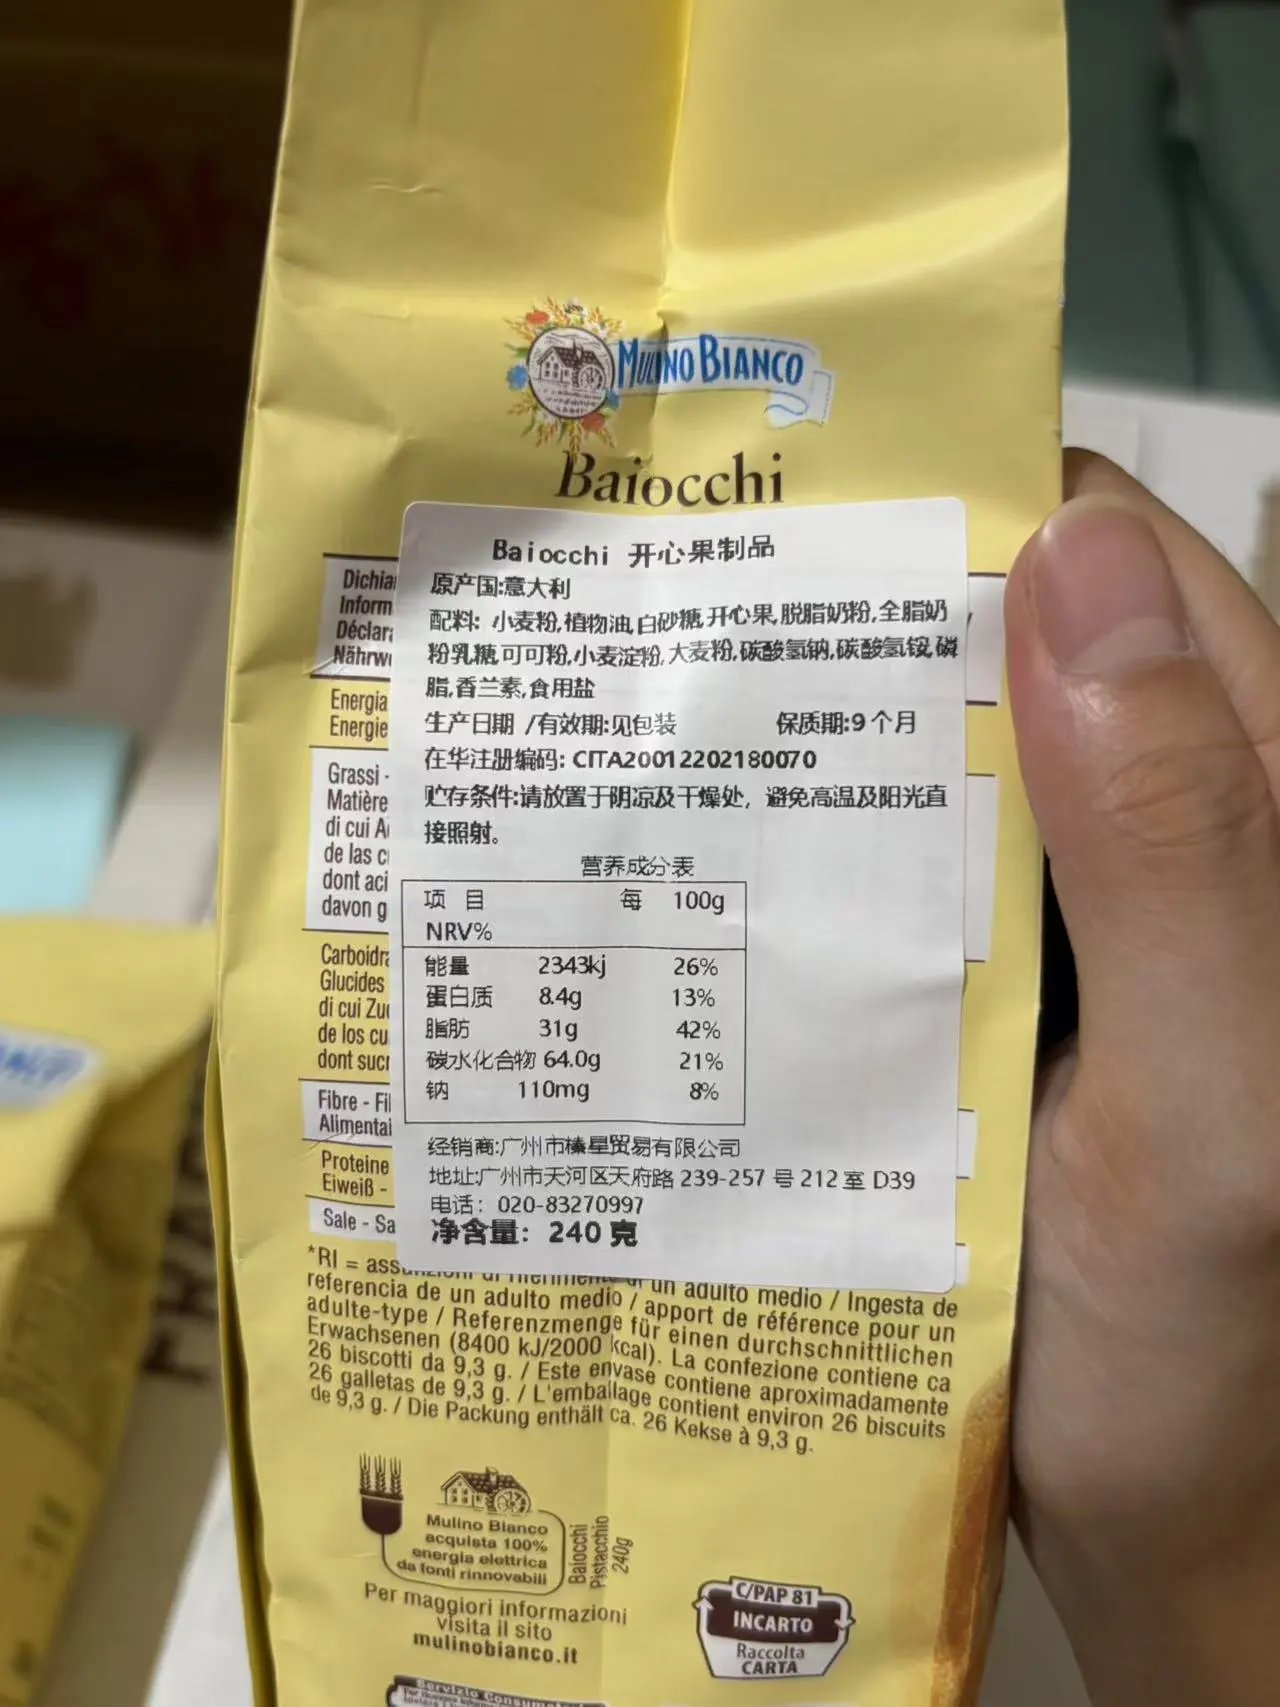 MULINO BIANCO
Baiocchi
Baiocchi 开心果制品
原产国:意大利
配料: 小麦粉,植物油,白砂糖,开心果,脱脂奶粉,全脂奶
粉乳糖,可可粉,小麦淀粉,大麦粉,碳酸氢钠,碳酸氢铵,磷
脂,香兰素,食用盐
生产日期 /有效期:见包装 保质期:9 个月
在华注册编码: CITA20012202180070
贮存条件:请放置于阴凉及干燥处, 避免高温及阳光直
接照射。
营养成分表
项 目 每 100g
NRV%
能量 2343kj 26%
蛋白质 8.4g 13%
脂肪 31g 42%
碳水化合物 64.0g 21%
钠 110mg 8%
经销商:广州市榛星贸易有限公司
地址:广州市天河区天府路 239-257 号 212 室 D39
电话: 020-83270997
净含量: 240 克
Dichia
Inform
Déclara
Nährw
Energia
Energie
Grassi -
Matière
di cui A
de las c
dont aci
davon g
Carboidra
Glucides
di cui Zu
de los cu
dont sucr
Fibre - Fi
Alimentai
Proteine
Eiweiß -
Sale - Sa
*RI = un adulto medio / Ingesta de
referencia de un adulto medio / apport de référence pour un
adulte-type / Referenzmenge für einen durchschnittlichen
Erwachsenen (8400 kJ/2000 kcal). La confezione contiene ca
26 biscotti da 9,3 g. / Este envase contiene aproximadamente
26 galletas de 9,3 g. / L'emballage contient environ 26 biscuits
de 9,3 g. / Die Packung enthält ca. 26 Kekse à 9,3 g.
Mulino Bianco
acquista 100%
energia elettrica
da fonti rinnovabili
Baiocchi
Pistacchio
240g
Per maggiori informazioni
visita il sito
mulinobianco.it
C/PAP 81
INCARTO
Raccolta
CARTA